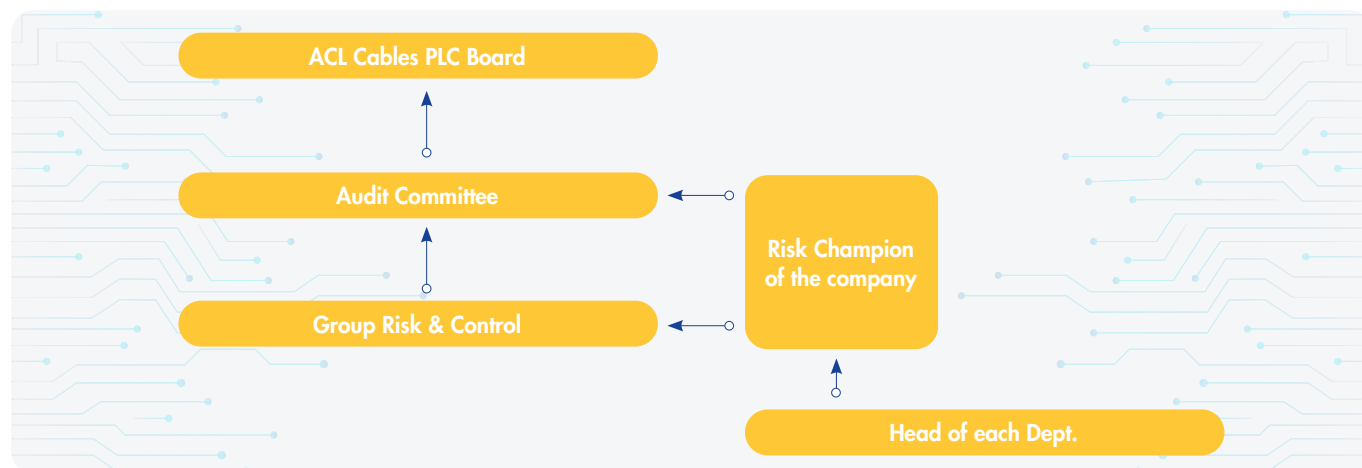 ACL Cables PLC Board
Audit Committee
Risk Champion
of the company
Group Risk & Control
Head of each Dept.